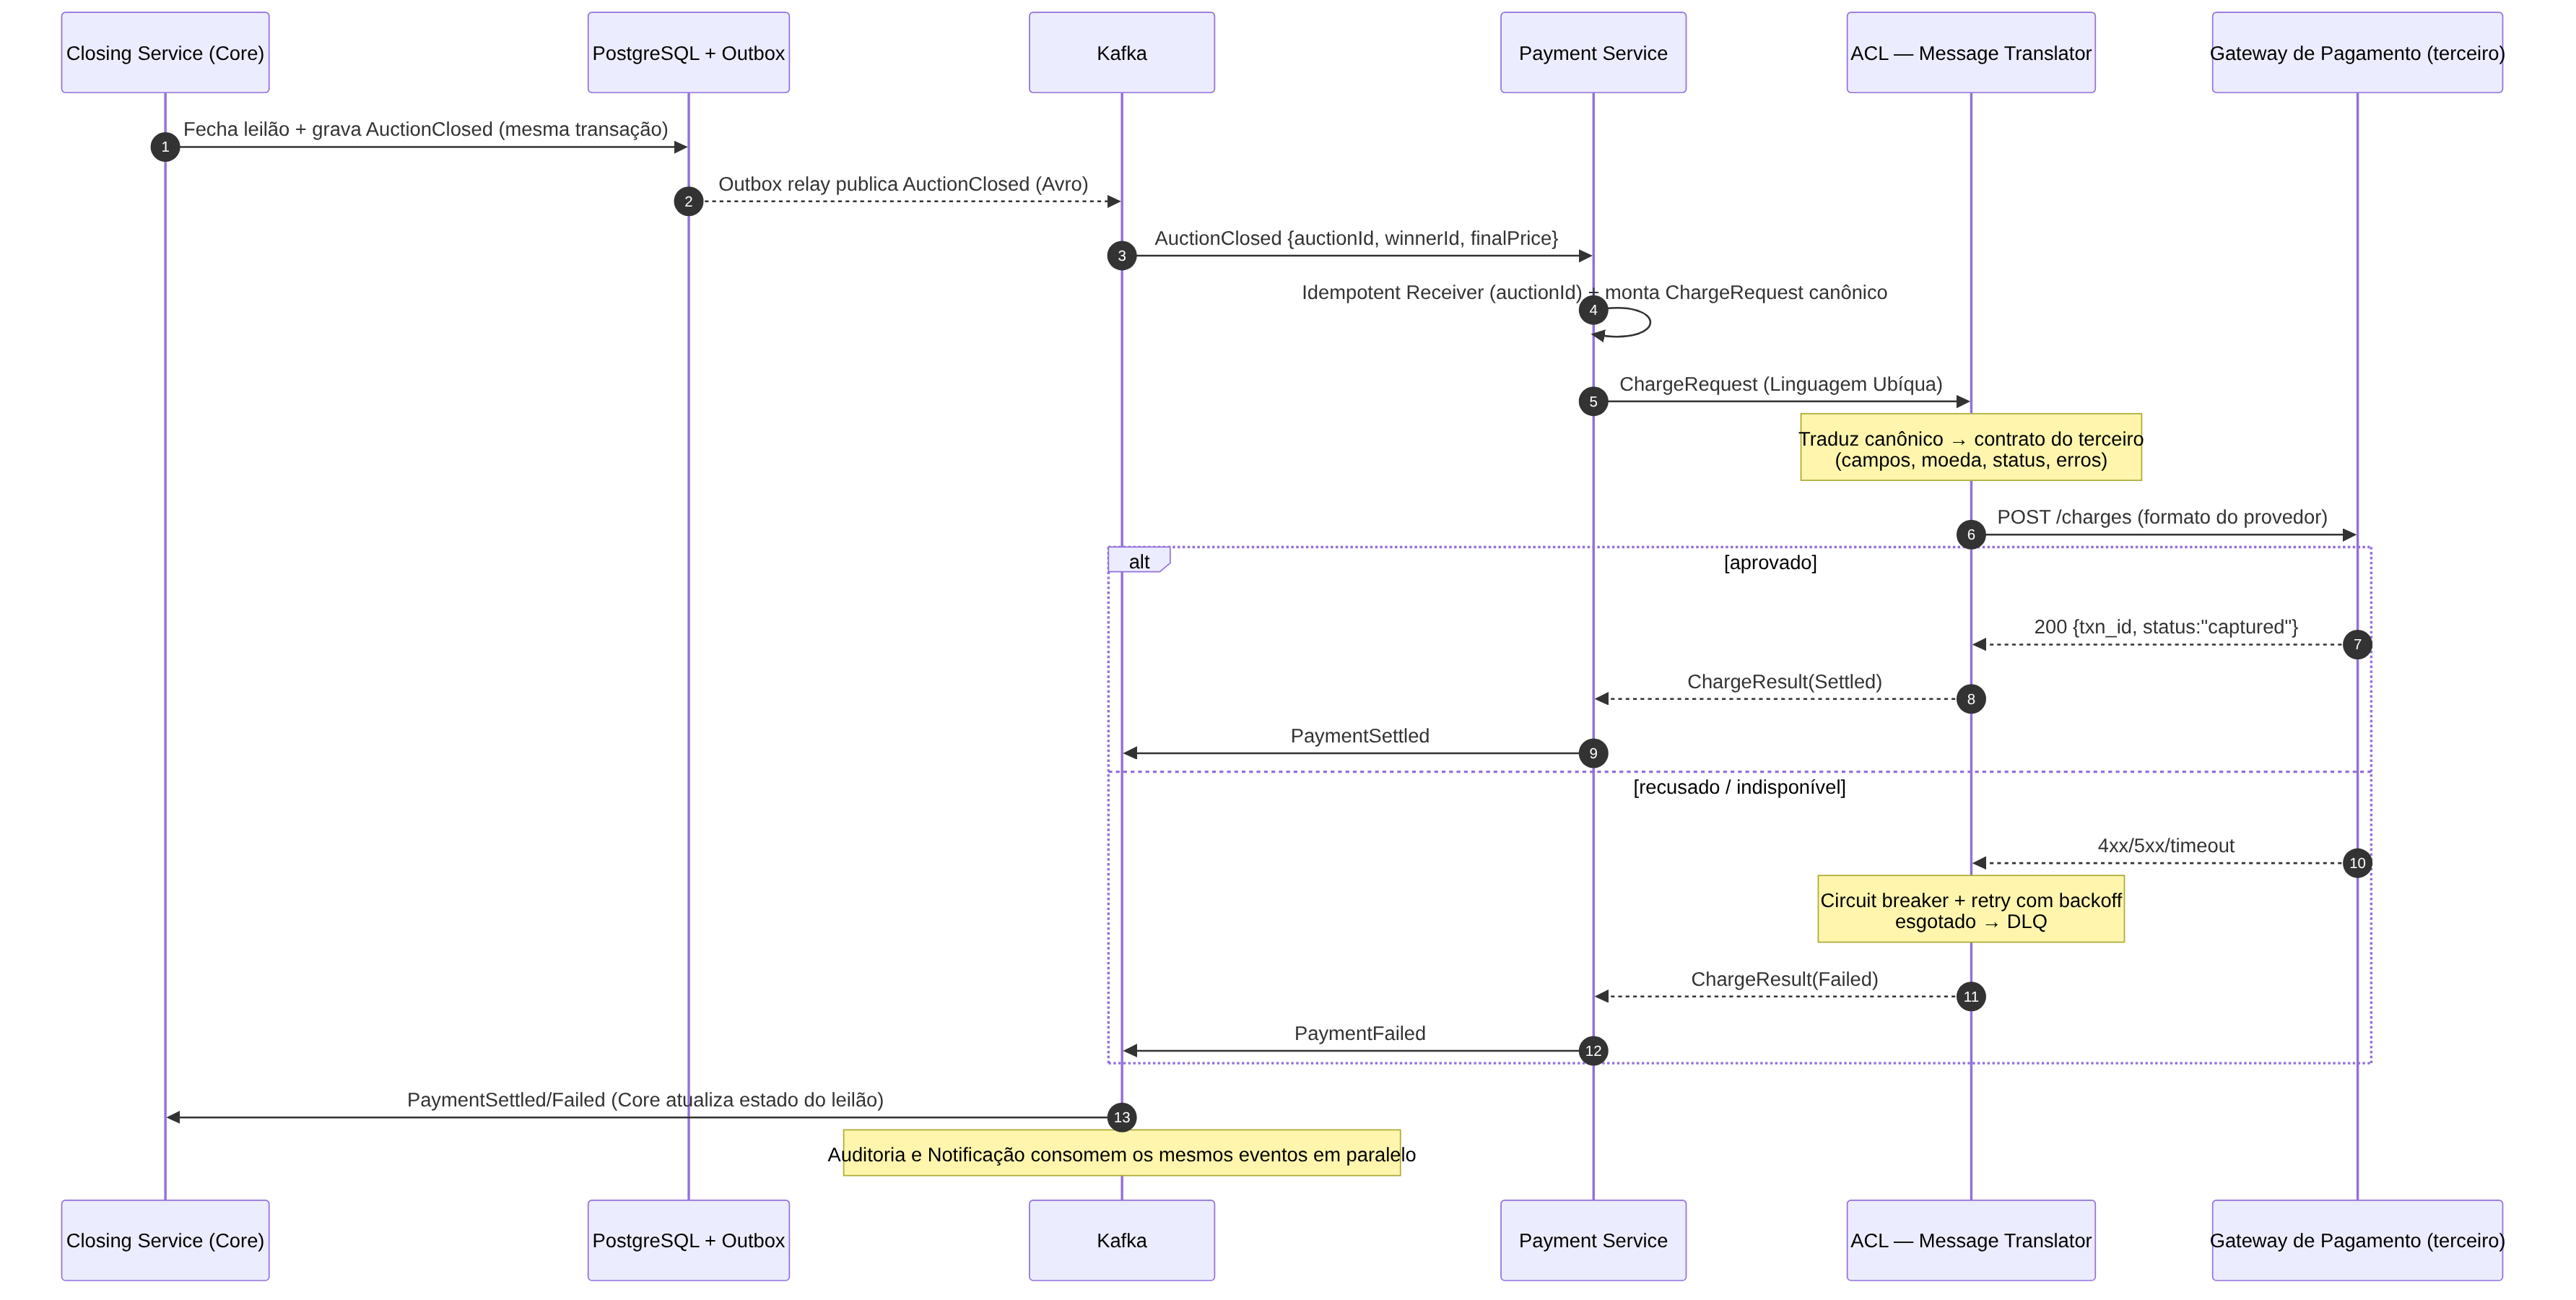 Closing Service (Core)
PostgreSQL + Outbox
Kafka
Payment Service
ACL — Message Translator
Gateway de Pagamento (terceiro)
Fecha leilão + grava AuctionClosed (mesma transação)
1
Outbox relay publica AuctionClosed (Avro)
2
AuctionClosed {auctionId, winnerId, finalPrice}
3
Idempotent Receiver (auctionId) + monta ChargeRequest canônico
4
ChargeRequest (Linguagem Ubíqua)
5
Traduz canônico → contrato do terceiro
(campos, moeda, status, erros)
POST /charges (formato do provedor)
6
alt
[aprovado]
200 {txn_id, status:"captured"}
7
ChargeResult(Settled)
8
PaymentSettled
9
[recusado / indisponível]
4xx/5xx/timeout
10
Circuit breaker + retry com backoff
esgotado → DLQ
ChargeResult(Failed)
11
PaymentFailed
12
PaymentSettled/Failed (Core atualiza estado do leilão)
13
Auditoria e Notificação consomem os mesmos eventos em paralelo
Closing Service (Core)
PostgreSQL + Outbox
Kafka
Payment Service
ACL — Message Translator
Gateway de Pagamento (terceiro)